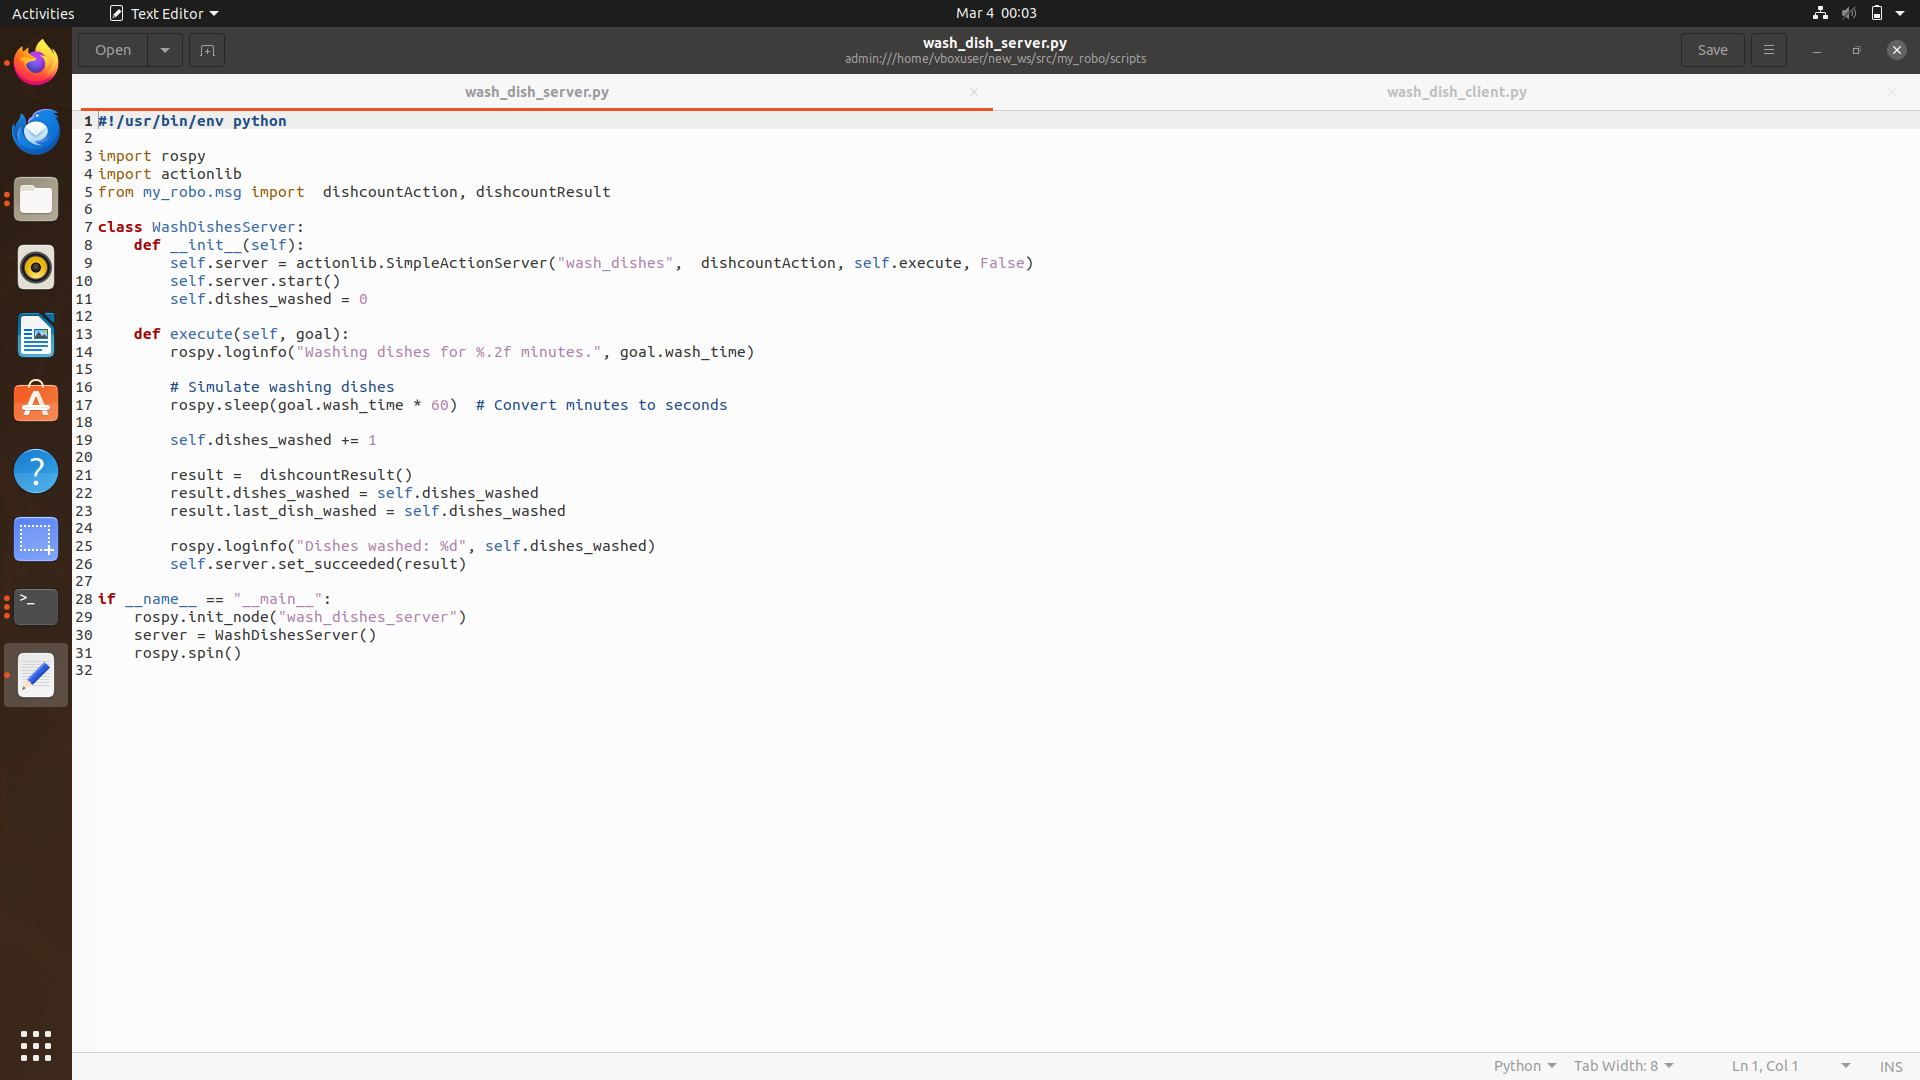 Activities
Text Editor
Mar 4 00:03
Open
wash_dish_server.py
admin:///home/vboxuser/new_ws/src/my_robo/scripts
Save
wash_dish_server.py
wash_dish_client.py
1 #!/usr/bin/env python
2
3 import rospy
4 import actionlib
5 from my_robo.msg import  dishcountAction, dishcountResult
6
7 class WashDishesServer:
8     def __init__(self):
9         self.server = actionlib.SimpleActionServer("wash_dishes",  dishcountAction, self.execute, False)
10         self.server.start()
11         self.dishes_washed = 0
12
13     def execute(self, goal):
14         rospy.loginfo("Washing dishes for %.2f minutes.", goal.wash_time)
15
16         # Simulate washing dishes
17         rospy.sleep(goal.wash_time * 60)  # Convert minutes to seconds
18
19         self.dishes_washed += 1
20
21         result =  dishcountResult()
22         result.dishes_washed = self.dishes_washed
23         result.last_dish_washed = self.dishes_washed
24
25         rospy.loginfo("Dishes washed: %d", self.dishes_washed)
26         self.server.set_succeeded(result)
27
28 if __name__ == "__main__":
29     rospy.init_node("wash_dishes_server")
30     server = WashDishesServer()
31     rospy.spin()
32
Python
Tab Width: 8
Ln 1, Col 1
INS